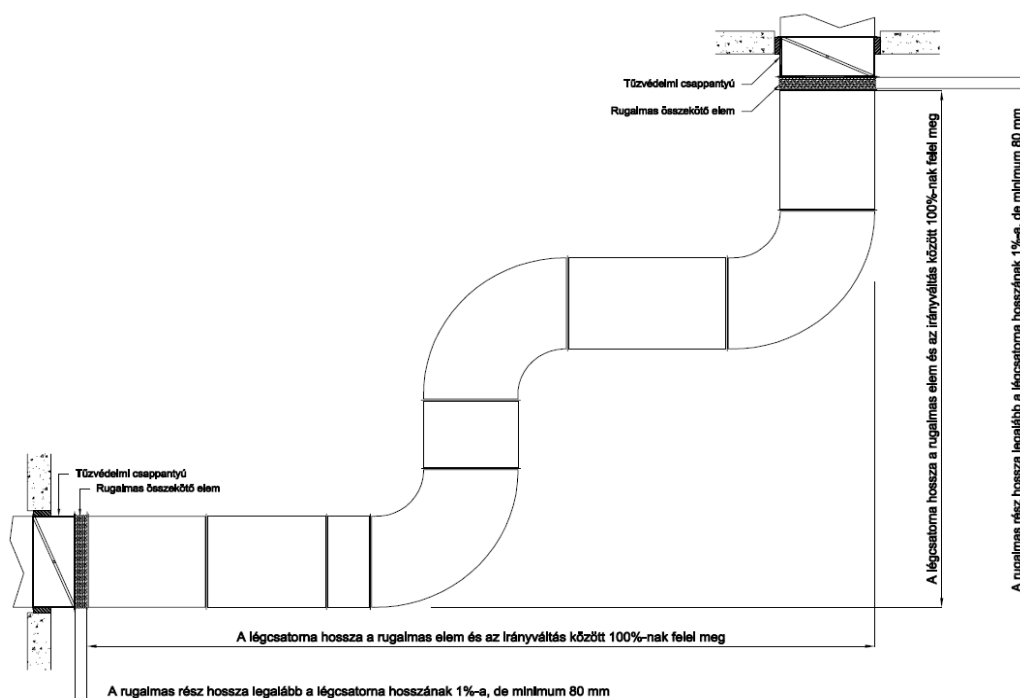 Tűzvédelmi csappantyú
Rugalmas összekötő elem
A légcsatorna hossza a rugalmas elem és az irányváltás között 100%-nak felel meg
A rugalmas rész hossza legalább a légcsatorna hosszának 1%-a, de minimum 80 mm
Tűzvédelmi csappantyú
Rugalmas összekötő elem
A légcsatorna hossza a rugalmas elem és az irányváltás között 100%-nak felel meg
A rugalmas rész hossza legalább a légcsatorna hosszának 1%-a, de minimum 80 mm